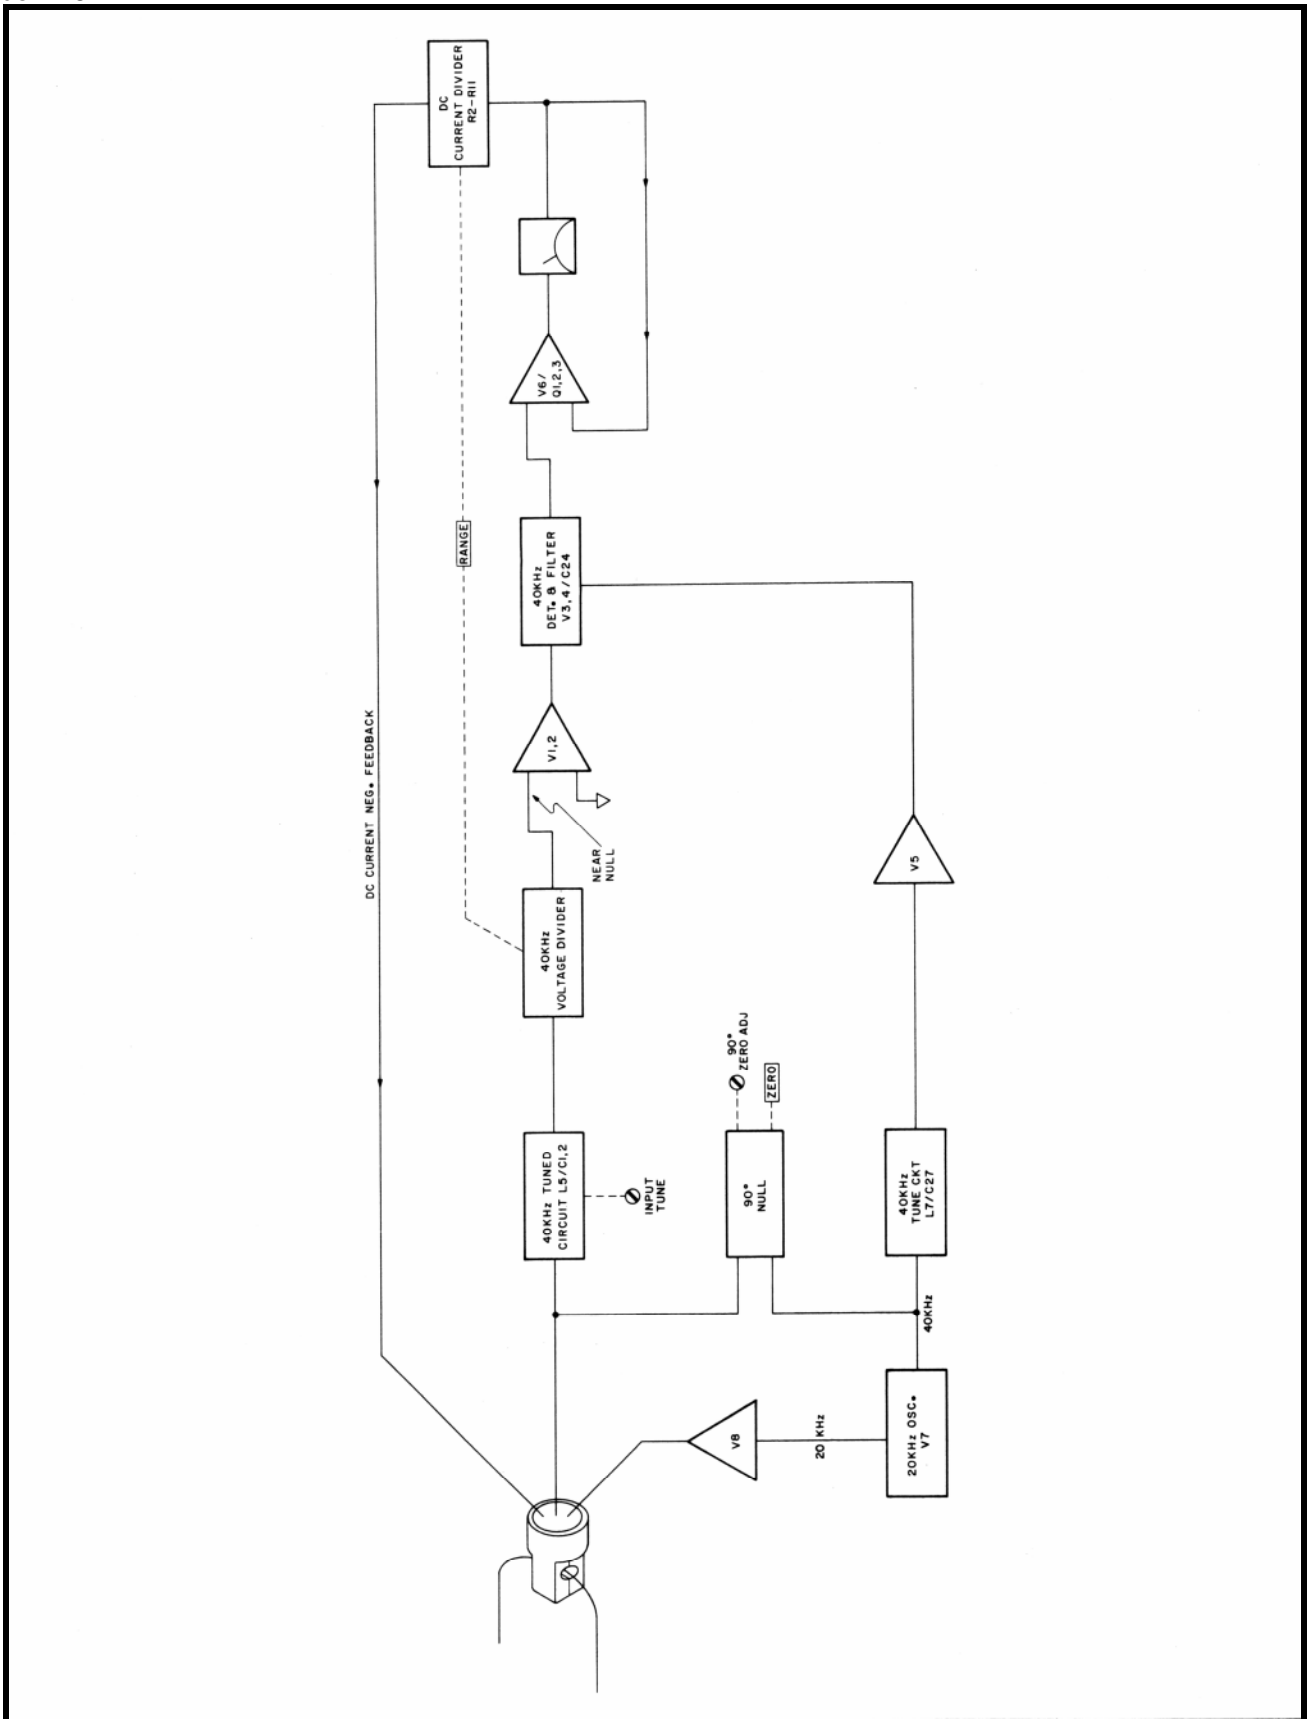 DC CURRENT NEG. FEEDBACK
DC
CURRENT DIVIDER
R2-R11
RANGE
40KHz TUNED
CIRCUIT L5/C1,2
INPUT
TUNE
40KHz
VOLTAGE DIVIDER
NEAR
NULL
V1,2
40KHz
DET. & FILTER
V3,4/C24
V6/
Q1,2,3
90°
NULL
90°
ZERO ADJ
ZERO
V8
20 KHz
20KHz OSC.
V7
40KHz
40KHz
TUNE CKT
L7/C27
V5